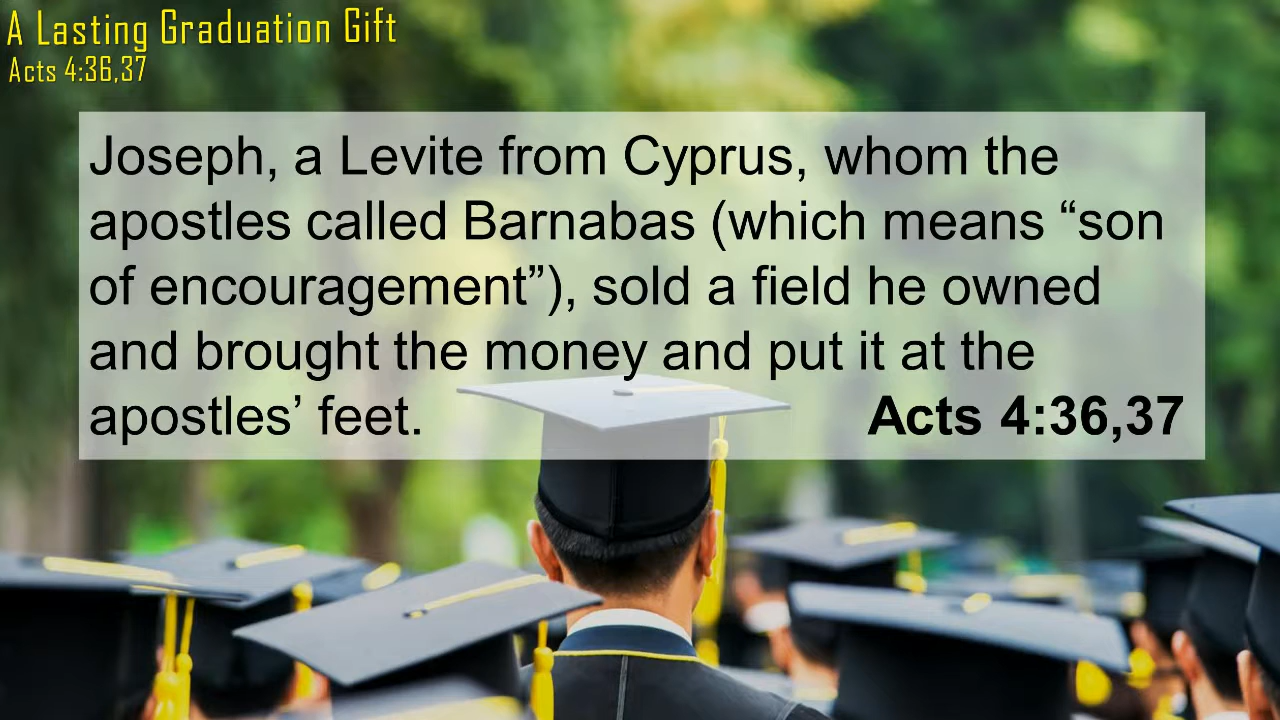 A Lasting Graduation Gift
Acts 4:36,37
Joseph, a Levite from Cyprus, whom the
apostles called Barnabas (which means “son
of encouragement”), sold a field he owned
and brought the money and put it at the
apostles’ feet. Acts 4:36,37